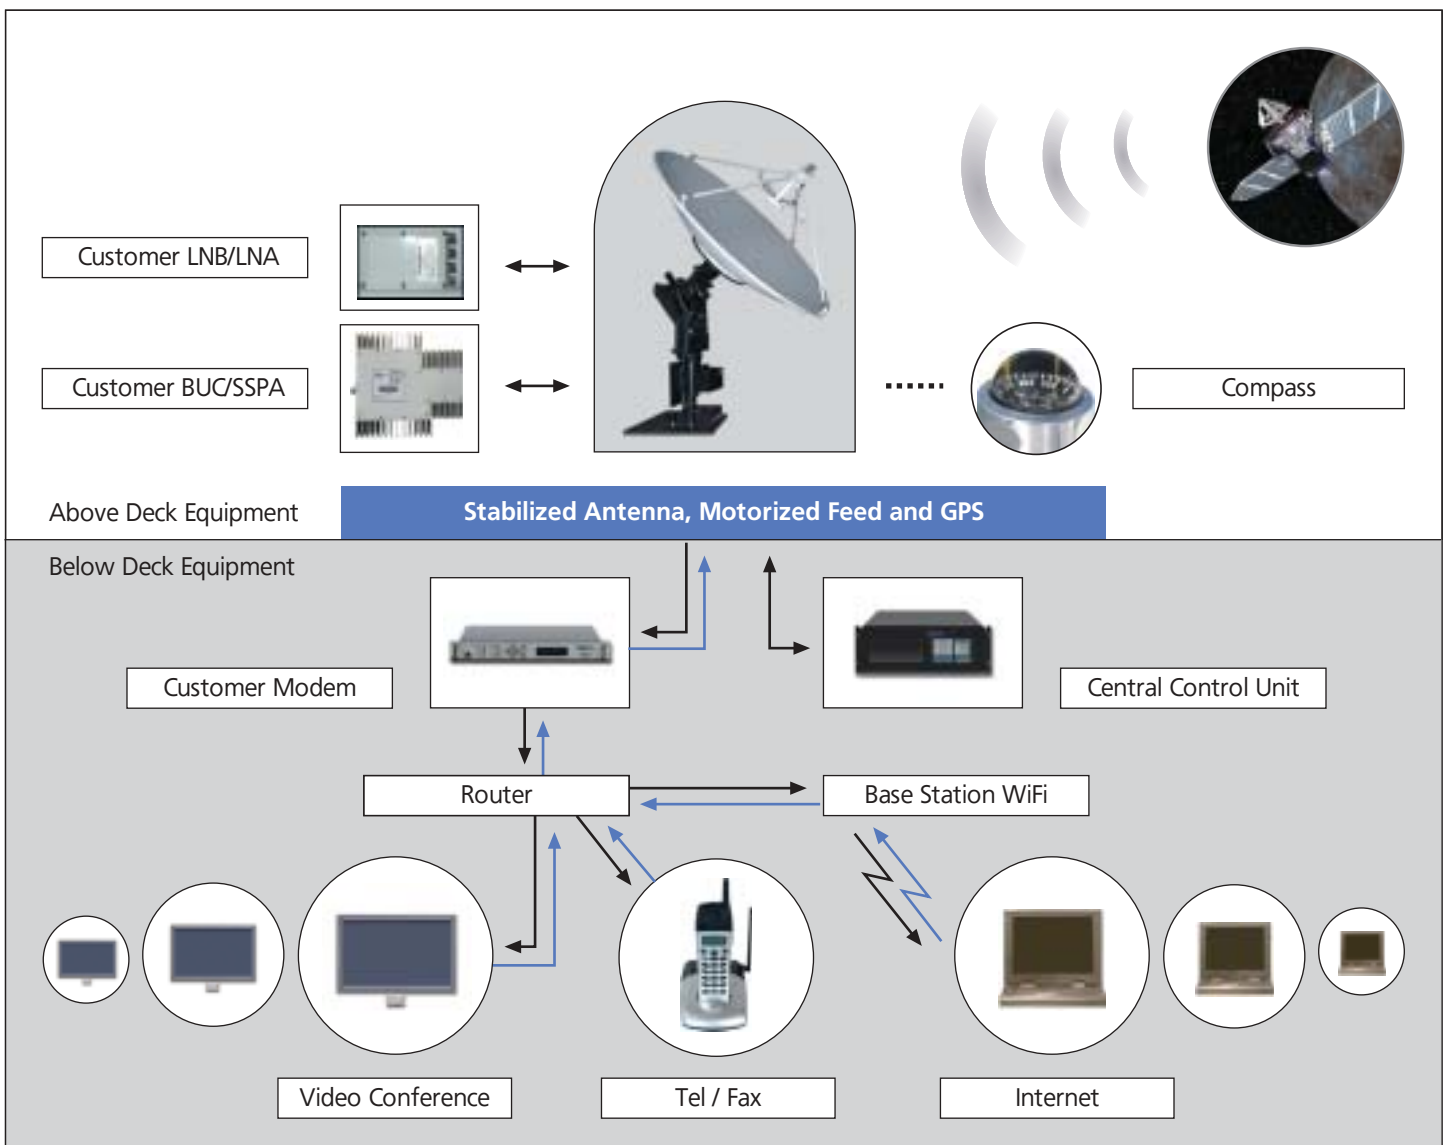 Customer LNB/LNA
Customer BUC/SSPA
Compass
Above Deck Equipment
Stabilized Antenna, Motorized Feed and GPS
Below Deck Equipment
Customer Modem
Central Control Unit
Router
Base Station WiFi
Video Conference
Tel / Fax
Internet